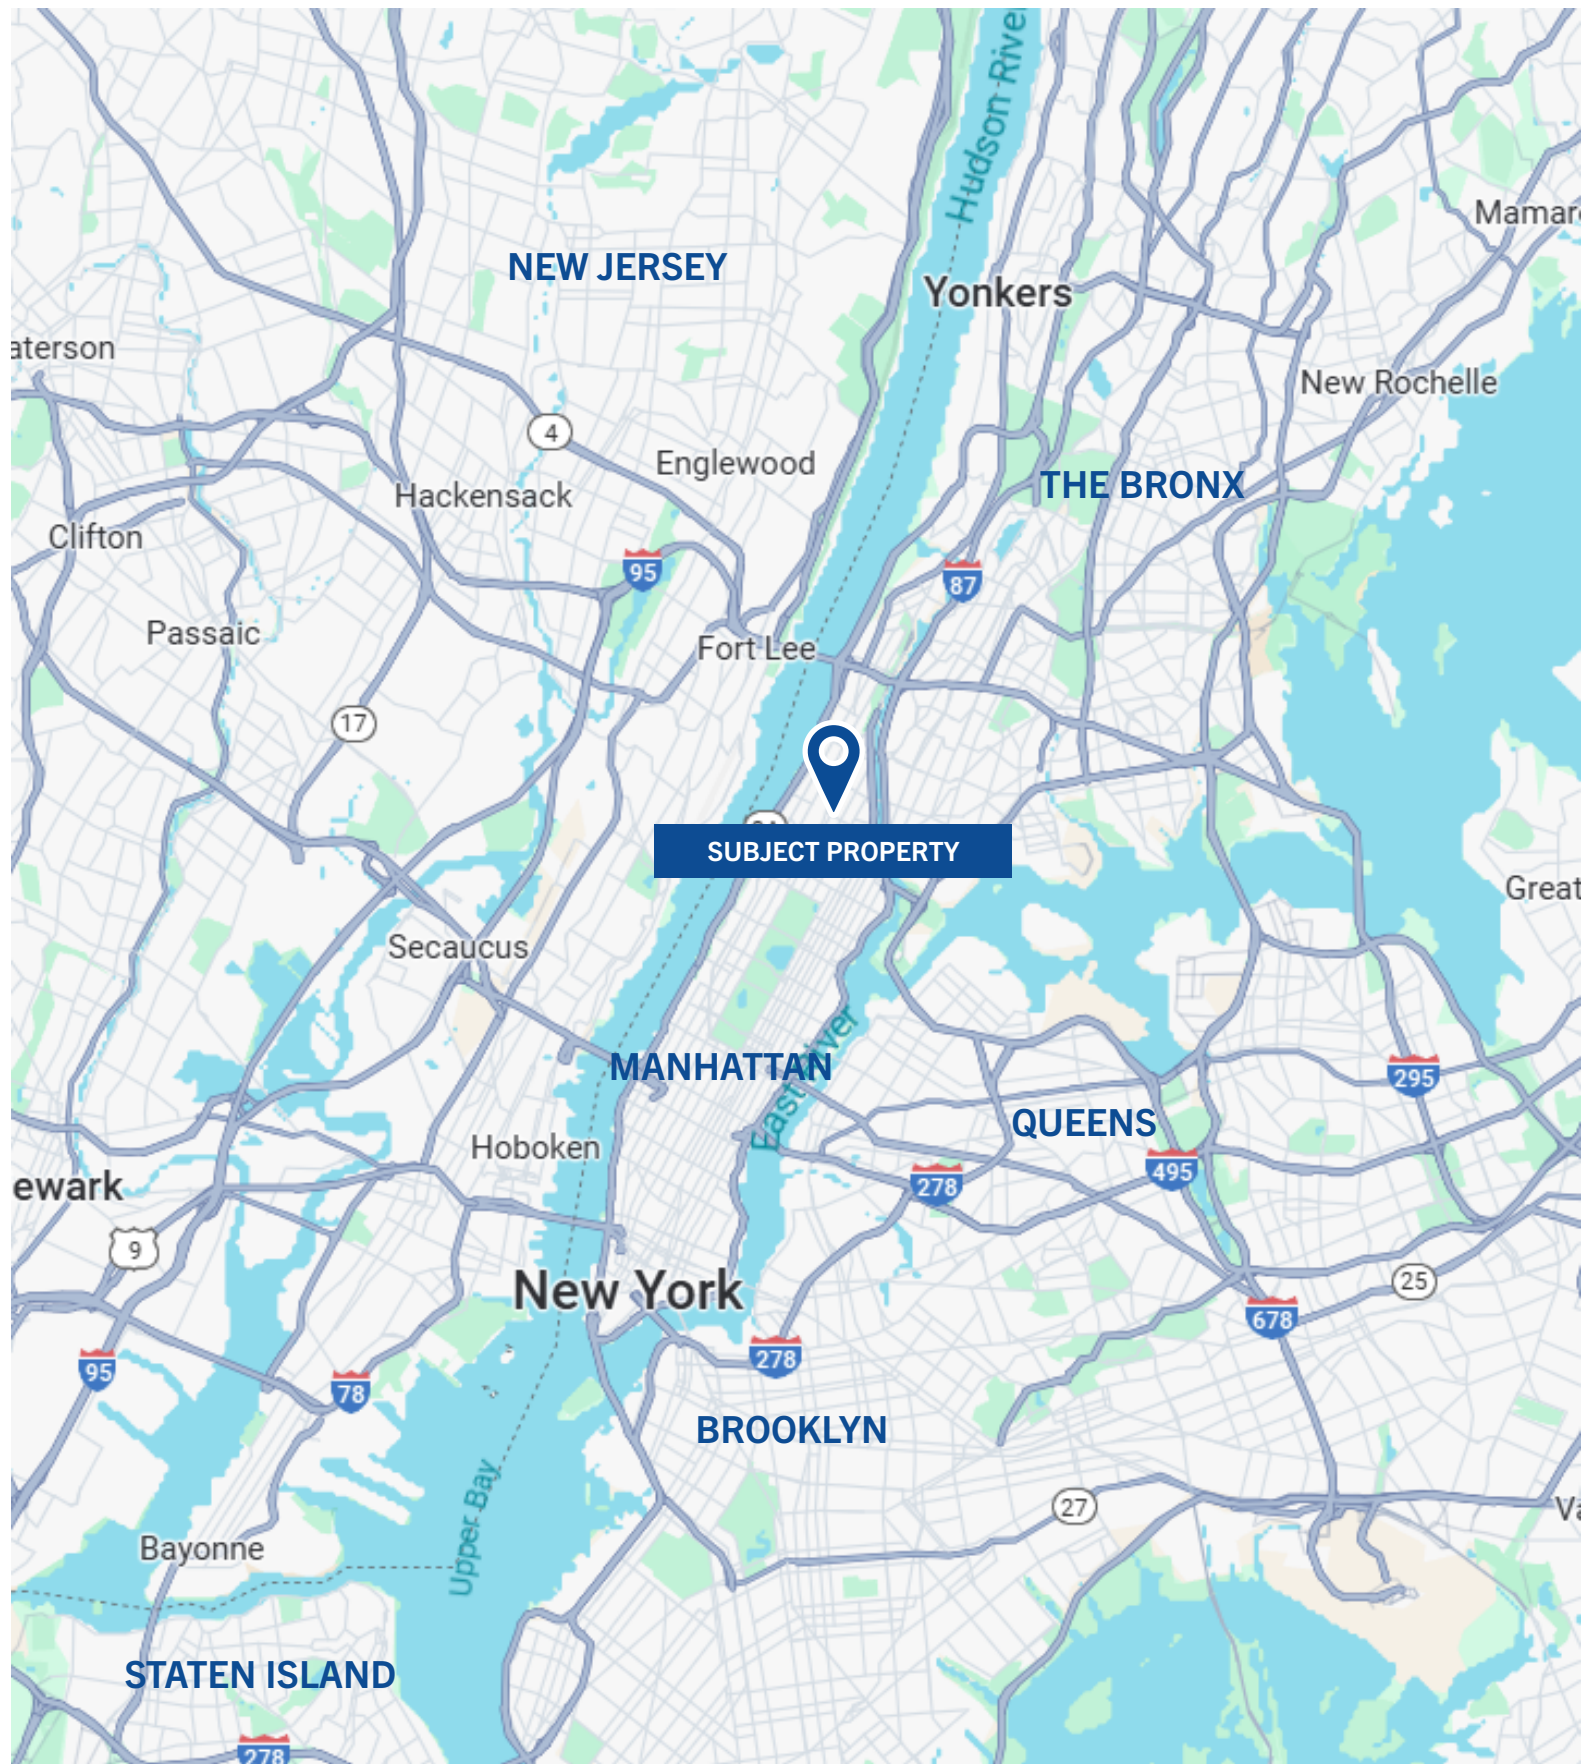 Hudson River
Mamar
NEW JERSEY
Yonkers
aterson
New Rochelle
4
Englewood
THE BRONX
Hackensack
Clifton
95
87
Passaic
Fort Lee
17
SUBJECT PROPERTY
Great
Secaucus
East River
MANHATTAN
295
QUEENS
Hoboken
495
278
ewark
9
New York
25
678
278
95
78
BROOKLYN
Upper Bay
27
Va
Bayonne
STATEN ISLAND
278